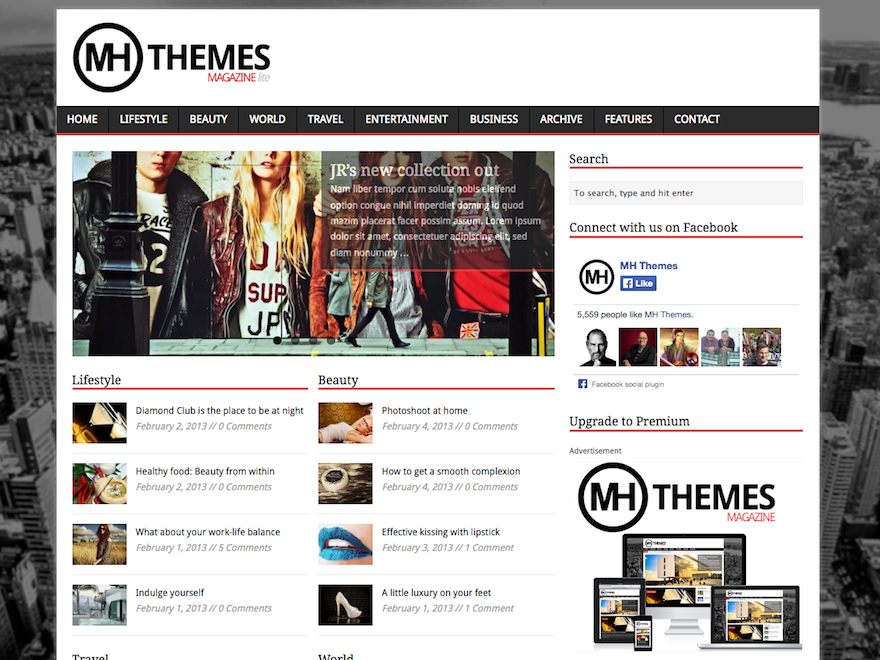 MH THEMES
MAGAZINE lite
HOME LIFESTYLE BEAUTY WORLD TRAVEL ENTERTAINMENT BUSINESS ARCHIVE FEATURES CONTACT
JR's new collection out
Nam liber tempor cum soluta nobis eleifend
option congue nihil imperdiet doming id quod
mazim placerat facer possim assum. Lorem ipsum
dolor sit amet, consectetuer adipiscing elit, sed
diam nonummy ...
RAC
2
D
SUP
JP
Search
To search, type and hit enter
Connect with us on Facebook
MH
MH Themes
Like
5,559 people like MH Themes.
Facebook social plugin
Lifestyle
Diamond Club is the place to be at night
February 2, 2013 // 0 Comments
Healthy food: Beauty from within
February 2, 2013 // 0 Comments
What about your work-life balance
February 1, 2013 // 5 Comments
Indulge yourself
February 1, 2013 // 0 Comments
Beauty
Photoshoot at home
February 4, 2013 // 0 Comments
How to get a smooth complexion
February 4, 2013 // 0 Comments
Effective kissing with lipstick
February 3, 2013 // 1 Comment
A little luxury on your feet
February 1, 2013 // 1 Comment
Upgrade to Premium
Advertisement
MH THEMES
MAGAZINE
Travel
World